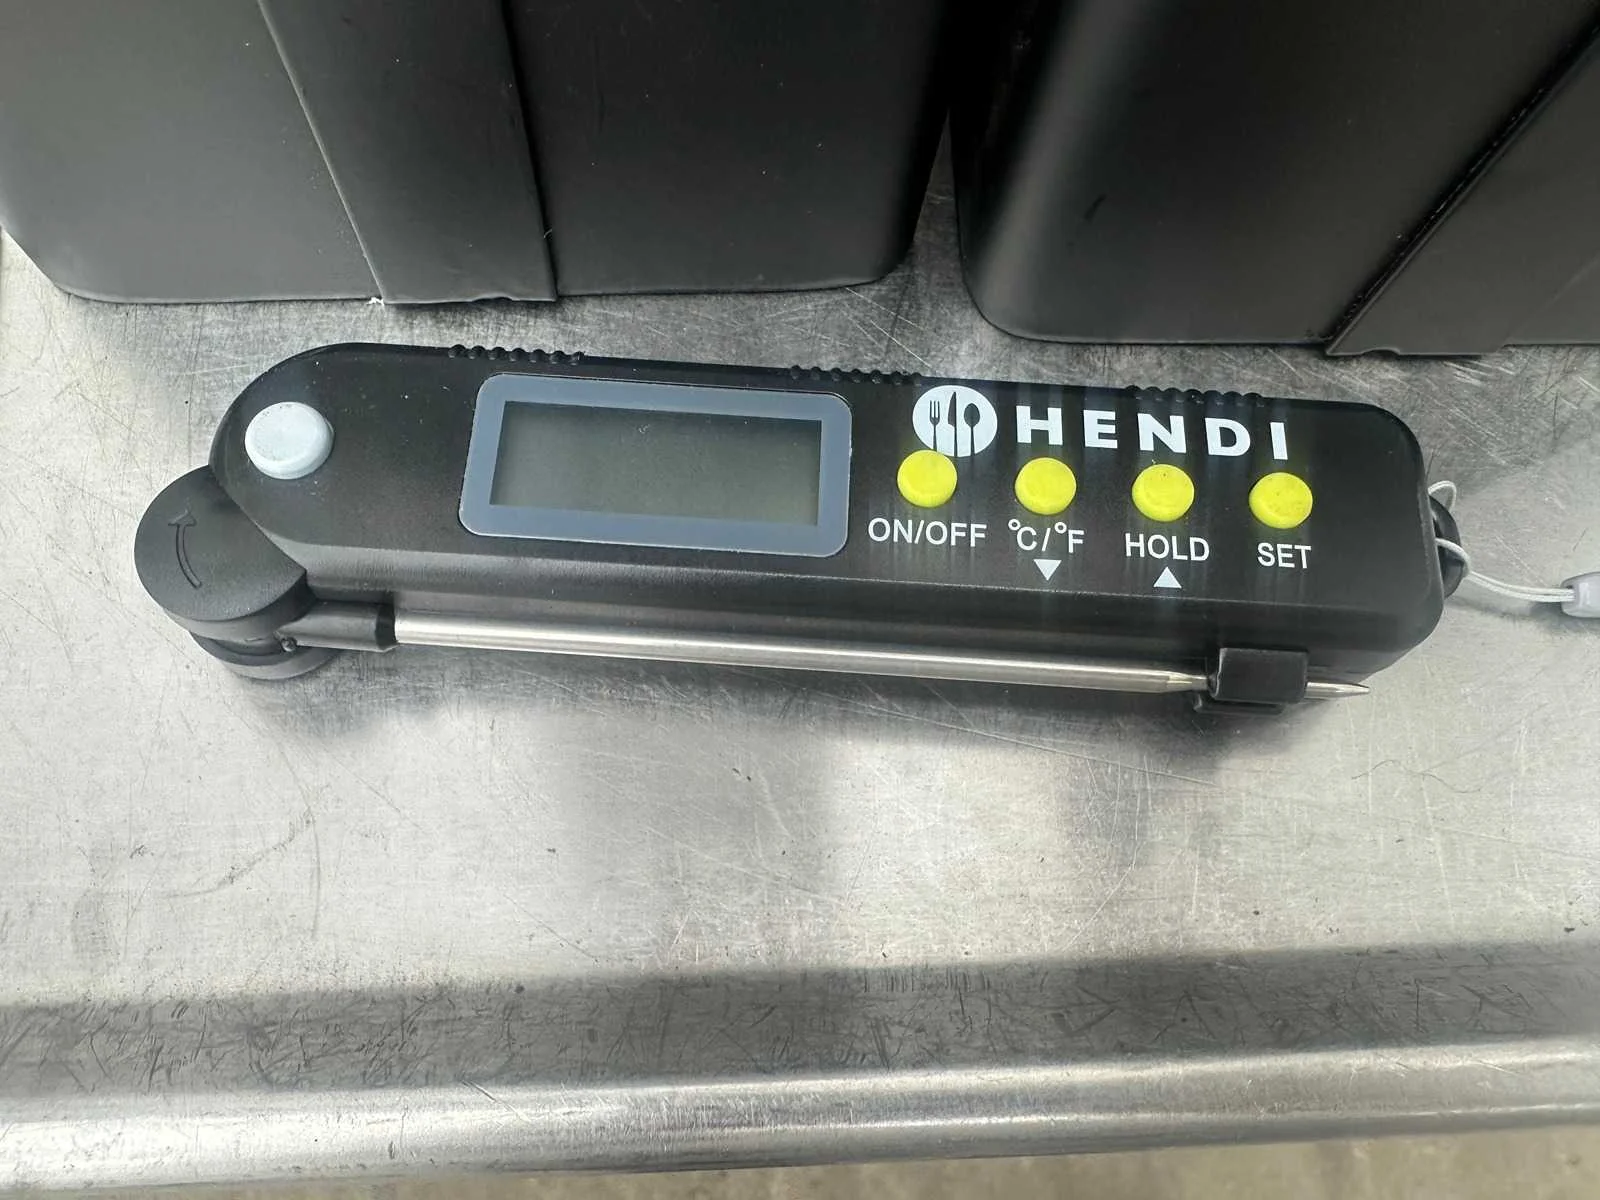 HENDI
ON/OFF °C/°F HOLD SET